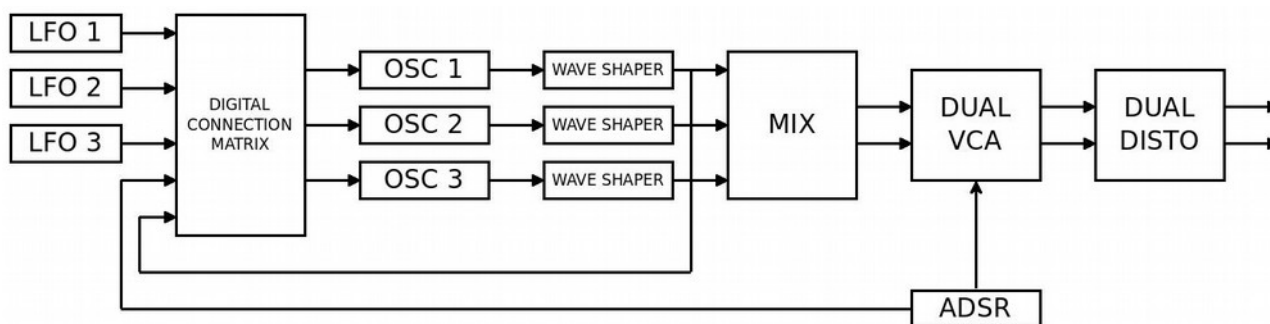 LFO 1
LFO 2
LFO 3
DIGITAL
CONNECTION
MATRIX
OSC 1
OSC 2
OSC 3
WAVE SHAPER
WAVE SHAPER
WAVE SHAPER
MIX
DUAL
VCA
DUAL
DISTO
ADSR